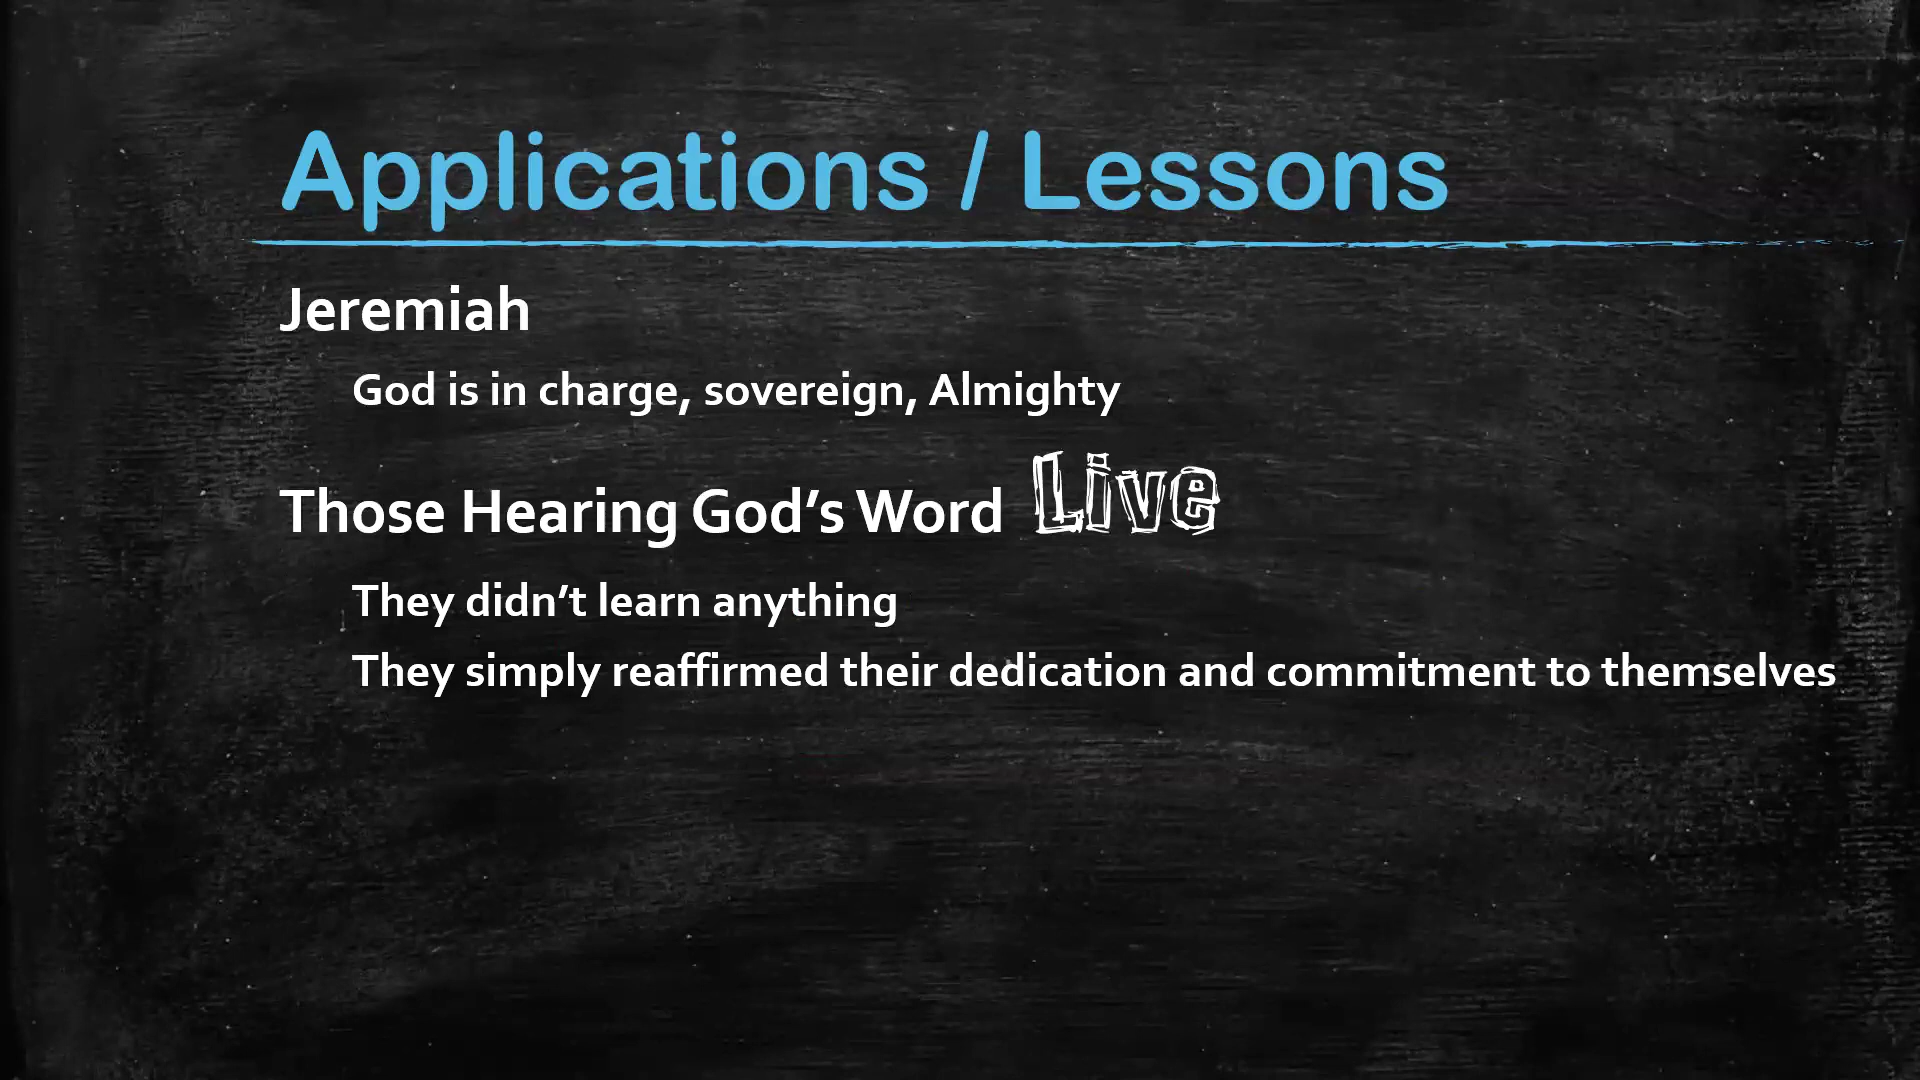 Applications / Lessons
Jeremiah
God is in charge, sovereign, Almighty
Those Hearing God’s Word Live
They didn’t learn anything
They simply reaffirmed their dedication and commitment to themselves